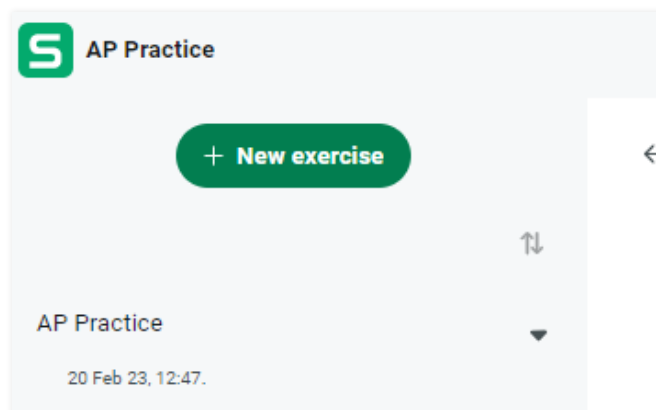 S
AP Practice
+ New exercise
AP Practice
20 Feb 23, 12:47.